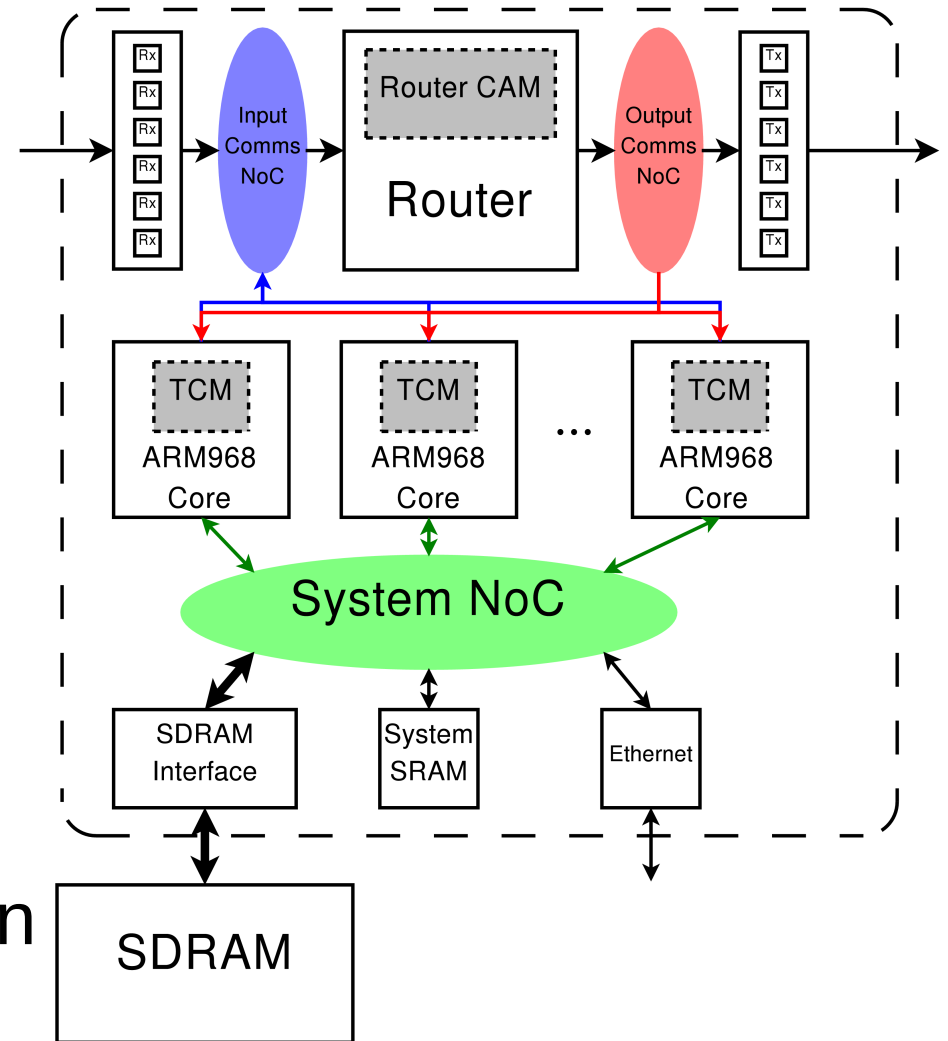 Rx
Rx
Rx
Rx
Rx
Rx
Input
Comms
NoC
Router CAM
Router
Output
Comms
NoC
Tx
Tx
Tx
Tx
Tx
Tx
TCM
ARM968
Core
TCM
ARM968
Core
...
TCM
ARM968
Core
System NoC
SDRAM
Interface
System
SRAM
Ethernet
n
SDRAM